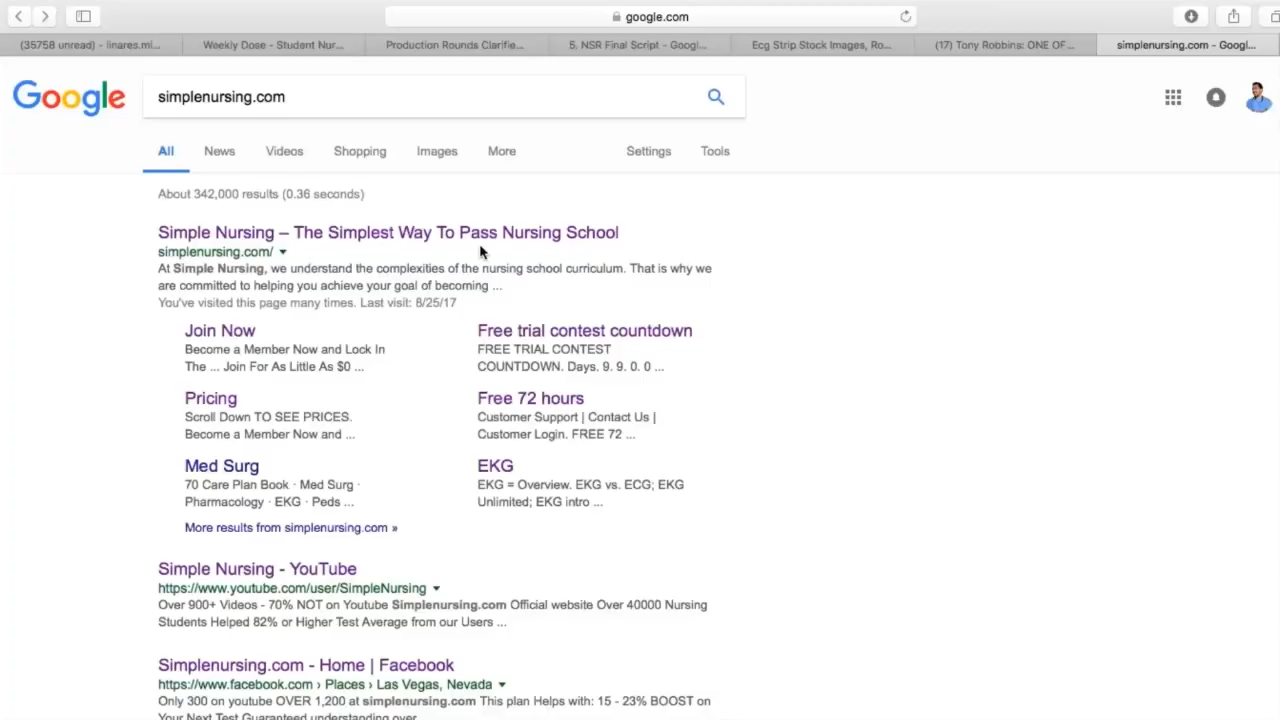 google.com
(35758 unread) - linares.mi...
Weekly Dose - Student Nur...
Production Rounds Clarifie...
5. NSR Final Script - Googl...
Ecg Strip Stock Images, Ro...
(17) Tony Robbins: ONE OF...
simplenursing.com - Googl...
Google
simplenursing.com
All News Videos Shopping Images More Settings Tools
About 342,000 results (0.36 seconds)
Simple Nursing – The Simplest Way To Pass Nursing School
simplenursing.com/
At Simple Nursing, we understand the complexities of the nursing school curriculum. That is why we
are committed to helping you achieve your goal of becoming ...
You've visited this page many times. Last visit: 8/25/17
Join Now
Become a Member Now and Lock In
The ... Join For As Little As $0 ...
Free trial contest countdown
FREE TRIAL CONTEST
COUNTDOWN. Days. 9. 9. 0. 0 ...
Pricing
Scroll Down TO SEE PRICES.
Become a Member Now and ...
Free 72 hours
Customer Support | Contact Us |
Customer Login. FREE 72 ...
Med Surg
70 Care Plan Book · Med Surg ·
Pharmacology · EKG · Peds ...
EKG
EKG = Overview. EKG vs. ECG; EKG
Unlimited; EKG intro ...
More results from simplenursing.com »
Simple Nursing - YouTube
https://www.youtube.com/user/SimpleNursing
Over 900+ Videos - 70% NOT on Youtube Simplenursing.com Official website Over 40000 Nursing
Students Helped 82% or Higher Test Average from our Users ...
Simplenursing.com - Home | Facebook
https://www.facebook.com › Places › Las Vegas, Nevada
Only 300 on youtube OVER 1,200 at simplenursing.com This plan Helps with: 15 - 23% BOOST on
Your Next Test Guaranteed understanding over